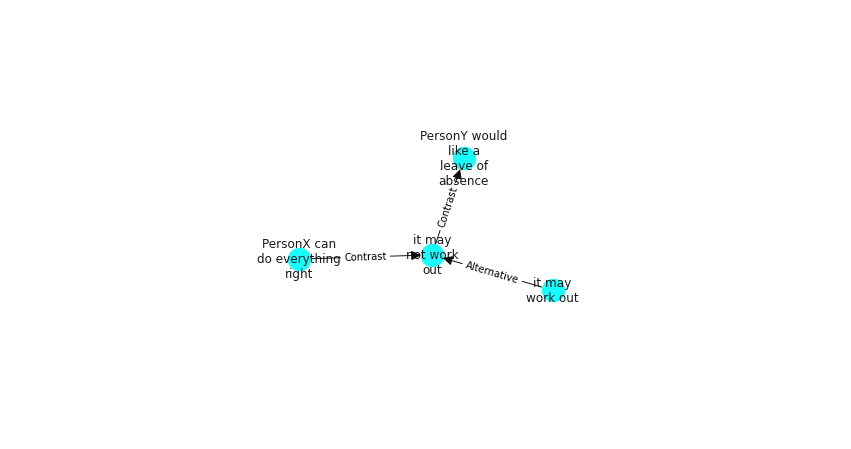 PersonY would
like a
leave of
absence
Contrast
it may
not work
out
PersonX can
do everything
right
Contrast
Alternative
it may
work out